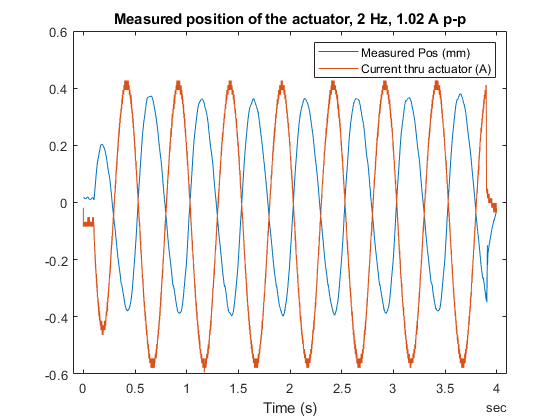 Measured position of the actuator, 2 Hz, 1.02 A p-p
Measured Pos (mm)
Current thru actuator (A)
0.6
0.4
0.2
0
-0.2
-0.4
-0.6
0 0.5 1 1.5 2 2.5 3 3.5 4
Time (s) sec